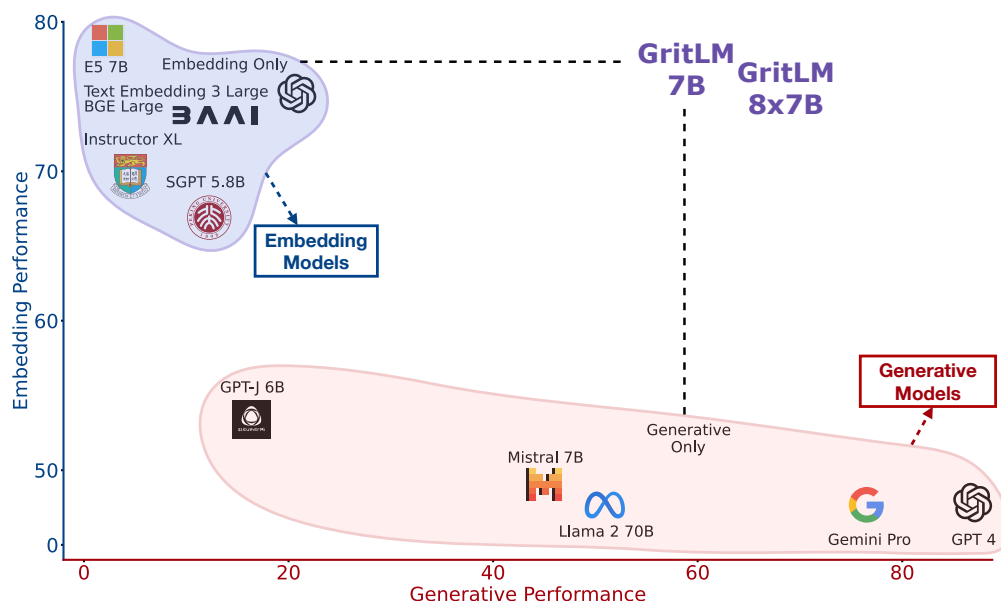 80
E5 7B
Embedding Only
Text Embedding 3 Large
BGE Large
BAAI
Instructor XL
SGPT 5.8B
GritLM
7B
GritLM
8x7B
70
Embedding
Models
60
GPT-J 6B
Generative
Models
Generative
Only
Mistral 7B
50
Llama 2 70B
Gemini Pro
GPT 4
0
0
20
40
60
80
Embedding Performance
Generative Performance